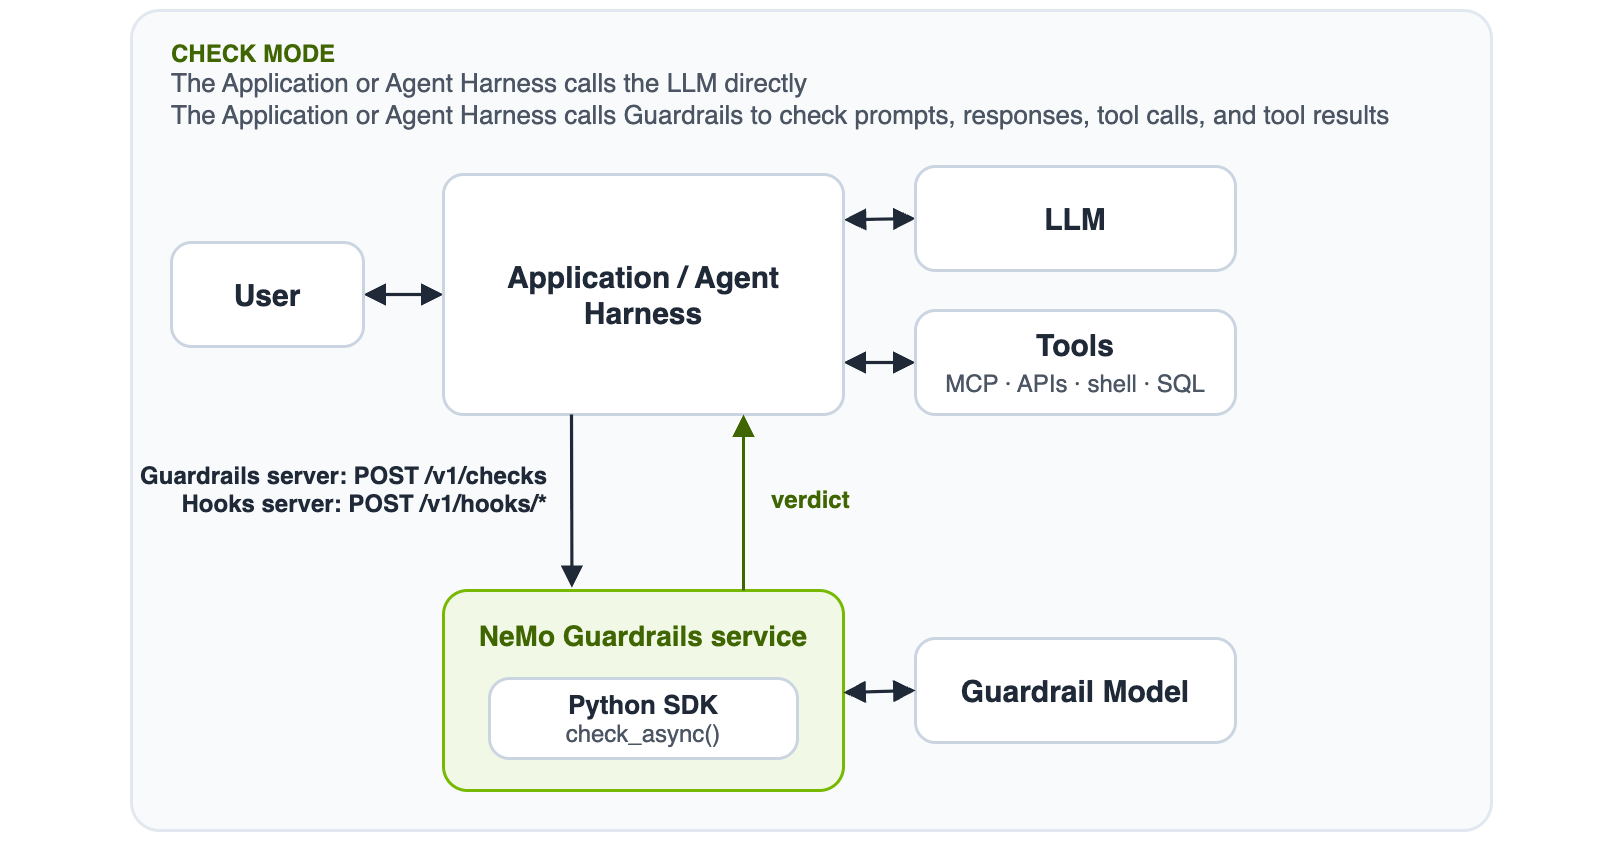 CHECK MODE
The Application or Agent Harness calls the LLM directly
The Application or Agent Harness calls Guardrails to check prompts, responses, tool calls, and tool results
User
Application / Agent
Harness
LLM
Tools
MCP · APIs · shell · SQL
Guardrails server: POST /v1/checks
Hooks server: POST /v1/hooks/*
verdict
NeMo Guardrails service
Python SDK
check_async()
Guardrail Model